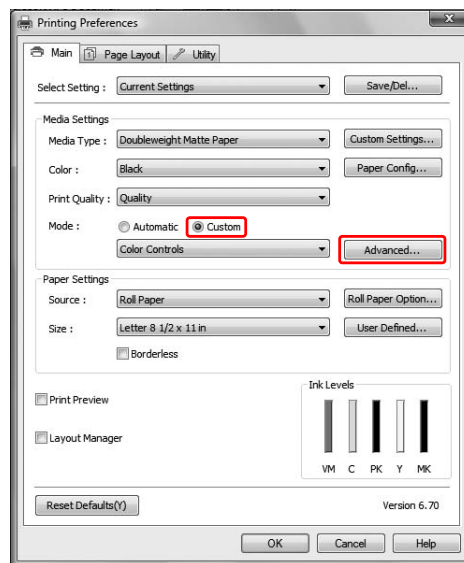 Printing Preferences
Main Page Layout Utility
Select Setting : Current Settings Save/Del...
Media Settings
Media Type : Doubleweight Matte Paper Custom Settings...
Color : Black Paper Config...
Print Quality : Quality
Mode : Automatic Custom
Color Controls Advanced...
Paper Settings
Source : Roll Paper Roll Paper Option...
Size : Letter 8 1/2 x 11 in User Defined...
Borderless
Ink Levels
Print Preview
Layout Manager
VM C PK Y MK
Reset Defaults(Y) Version 6.70
OK Cancel Help